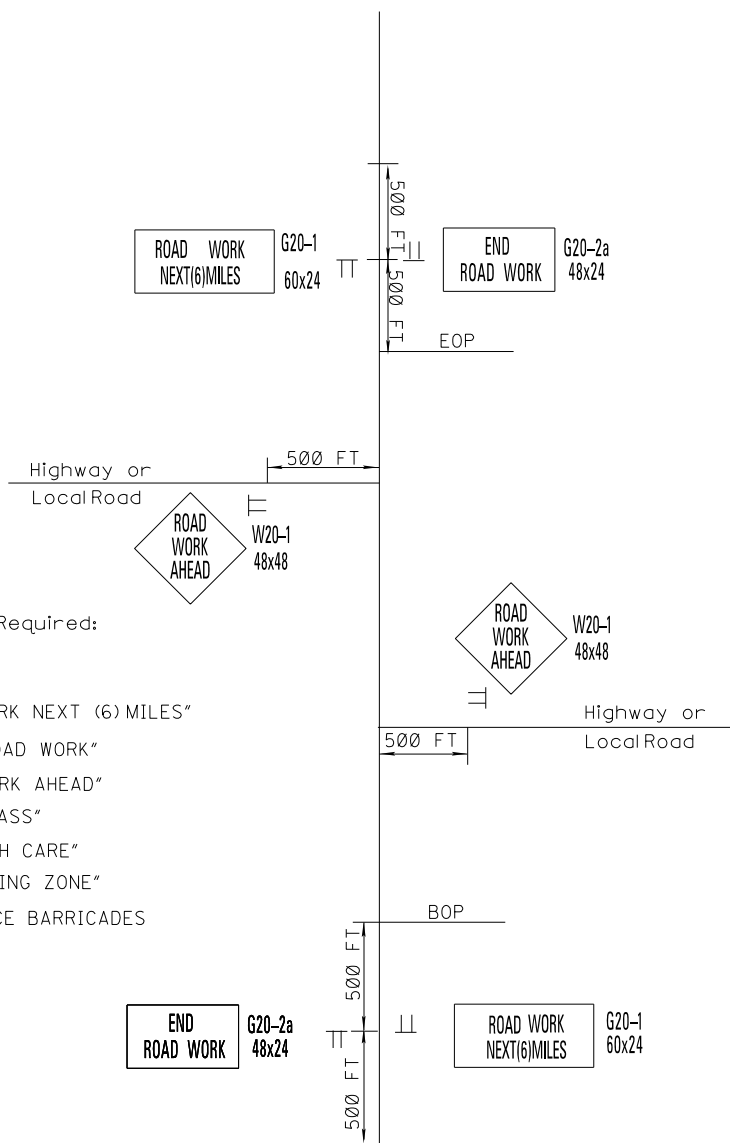 500 FT
ROAD WORK
NEXT(6)MILES
G20-1
60x24
END
ROAD WORK
G20-2a
48x24
500 FT
EOP
500 FT
Highway or
Local Road
ROAD
WORK
AHEAD
W20-1
48x48
ROAD
WORK
AHEAD
W20-1
48x48
Required:
RK NEXT (6) MILES"
OAD WORK"
RK AHEAD"
ASS"
H CARE"
ING ZONE"
CE BARRICADES
Highway or
Local Road
500 FT
BOP
500 FT
END
ROAD WORK
G20-2a
48x24
ROAD WORK
NEXT(6)MILES
G20-1
60x24
500 FT